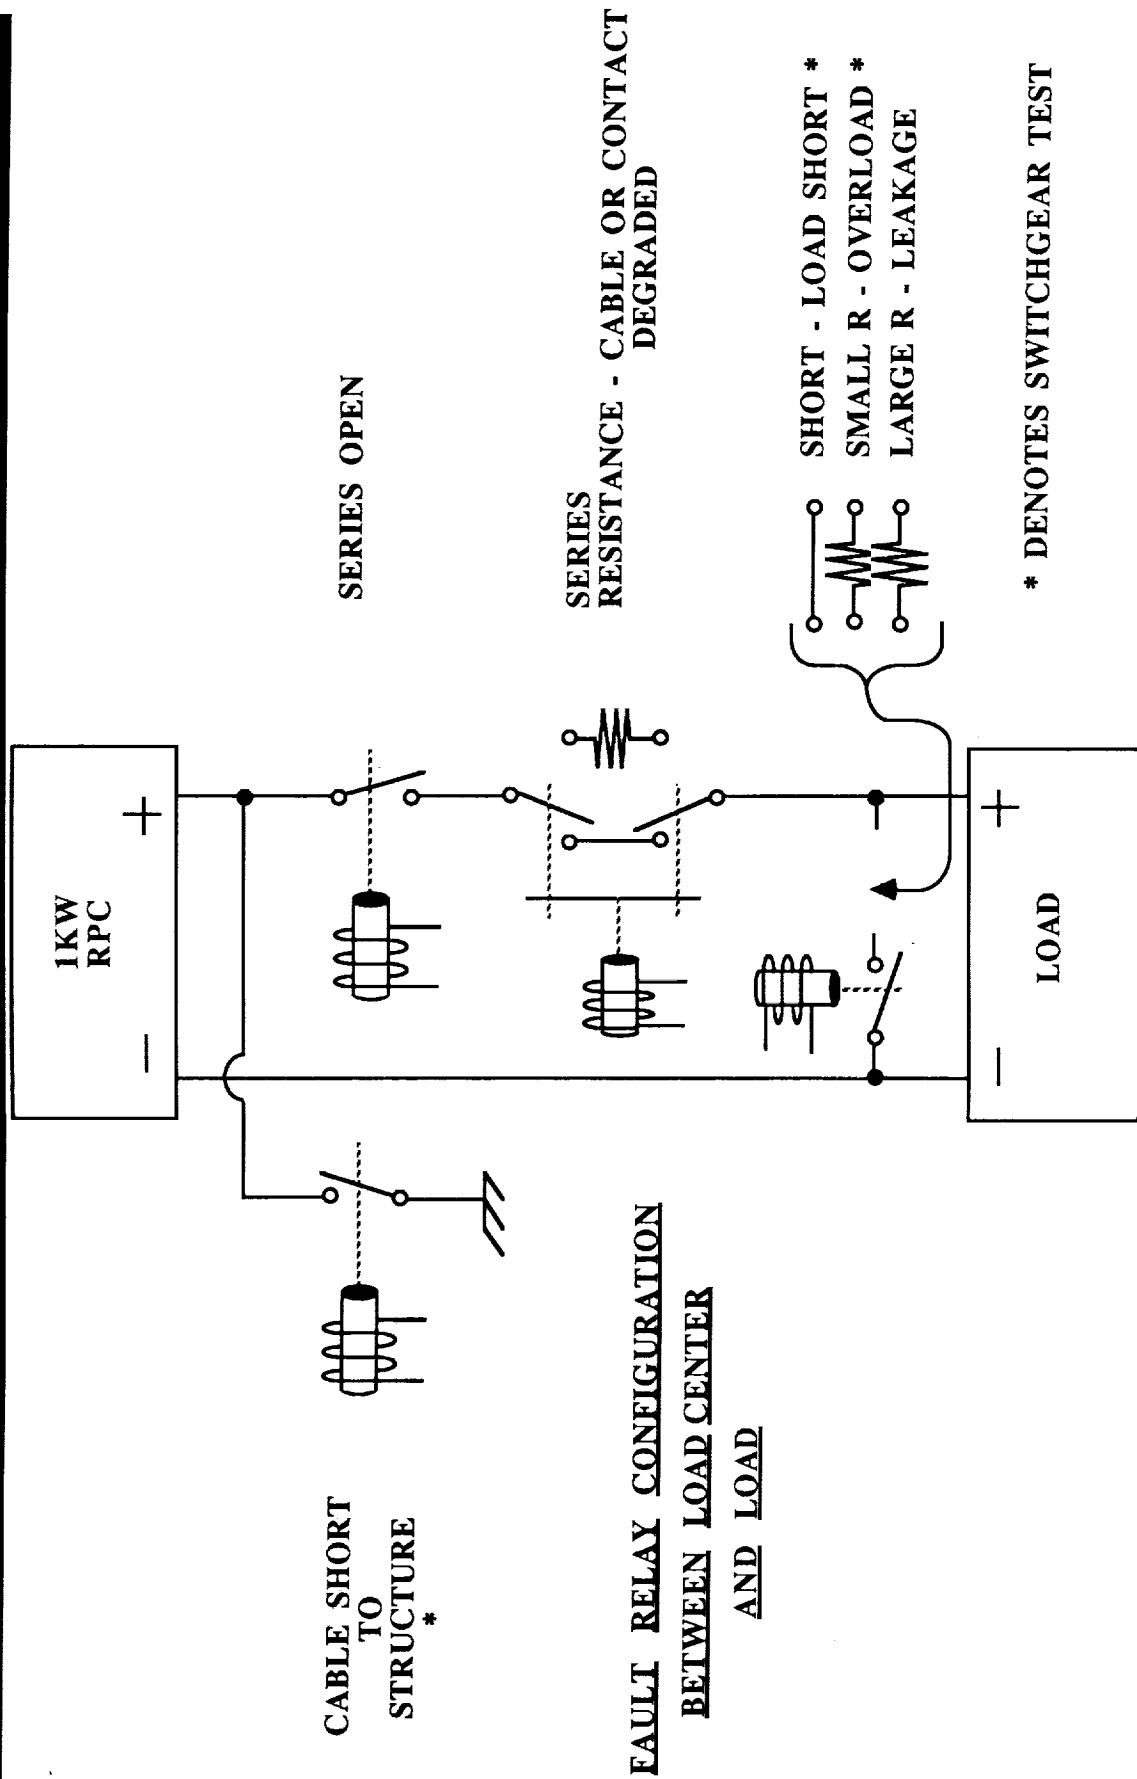 1KW
RPC
+
−
SERIES OPEN
SERIES
RESISTANCE - CABLE OR CONTACT
DEGRADED
SHORT - LOAD SHORT *
SMALL R - OVERLOAD *
LARGE R - LEAKAGE
* DENOTES SWITCHGEAR TEST
+
−
LOAD
CABLE SHORT
TO
STRUCTURE
*
FAULT RELAY CONFIGURATION
BETWEEN LOAD CENTER
AND LOAD